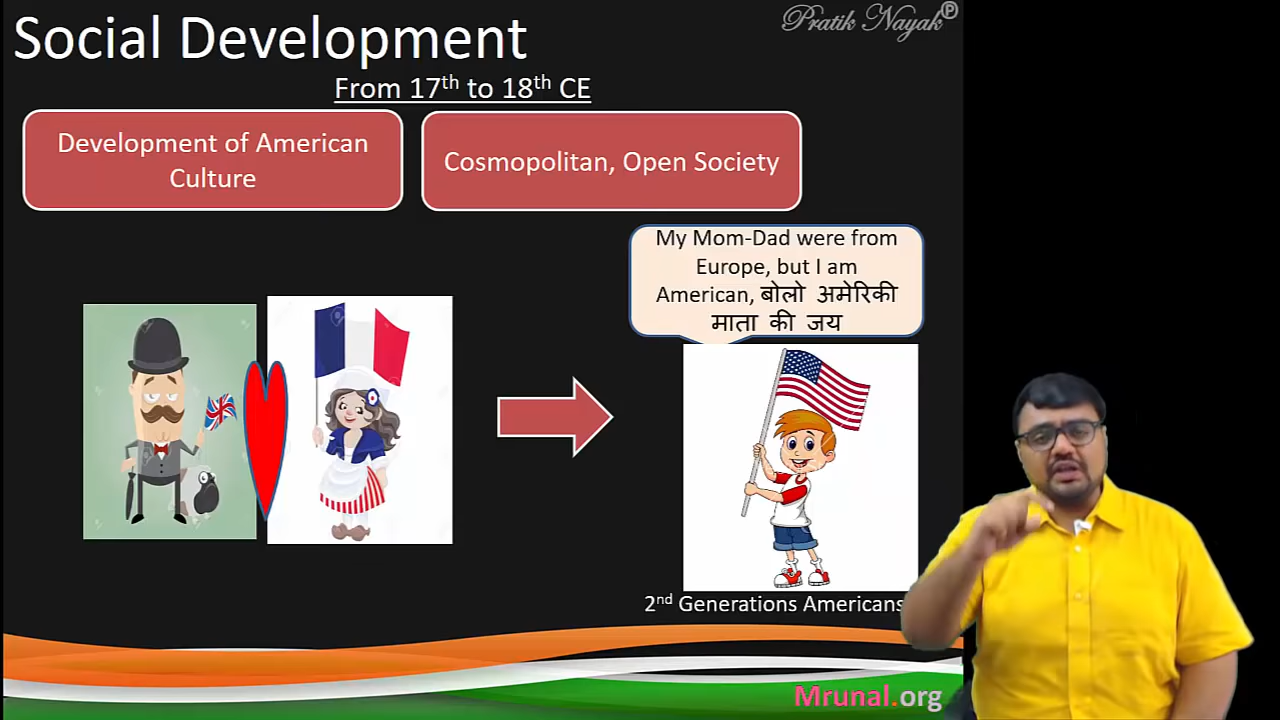 Social Development
Pratik Nayak
From 17th to 18th CE
Development of American
Culture
Cosmopolitan, Open Society
My Mom-Dad were from
Europe, but I am
American, बोलो अमेरिकी
माता की जय
2nd Generations Americans
Mrunal.org